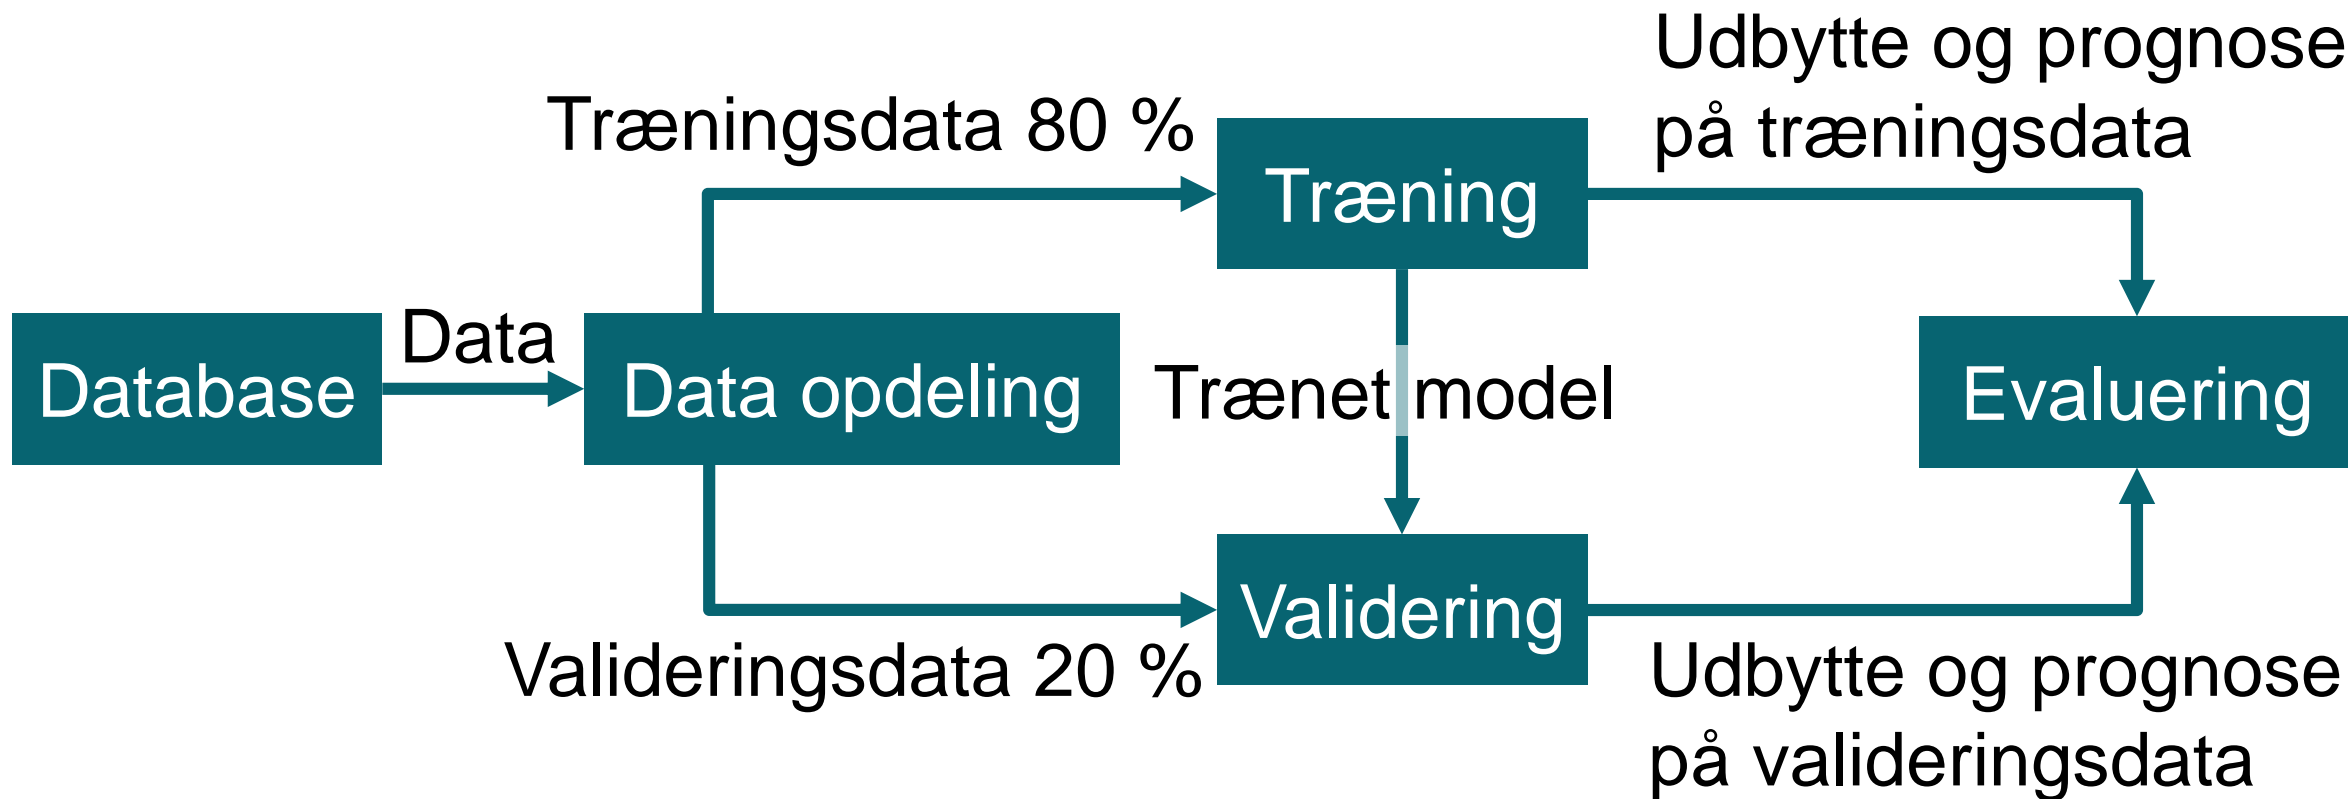 Udbytte og prognose
på træningsdata
Træningsdata 80 %
Træning
Database
Data
Data opdeling
Trænet model
Evaluering
Validering
Valideringsdata 20 %
Udbytte og prognose
på valideringsdata